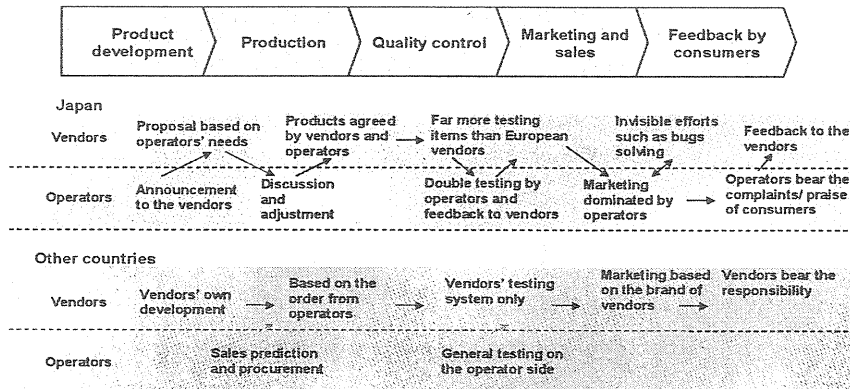 Product
development
Production
Quality control
Marketing and
sales
Feedback by
consumers
Japan
Vendors
Proposal based on
operators' needs
Products agreed
by vendors and
operators
Far more testing
items than European
vendors
Invisible efforts
such as bugs
solving
Feedback to the
vendors
Operators
Announcement
to the vendors
Discussion
and
adjustment
Double testing by
operators and
feedback to vendors
Marketing
dominated by
operators
Operators bear the
complaints/ praise
of consumers
Other countries
Vendors
Vendors' own
development
Based on the
order from
operators
Vendors' testing
system only
Marketing based
on the brand of
vendors
Vendors bear the
responsibility
Operators
Sales prediction
and procurement
General testing on
the operator side